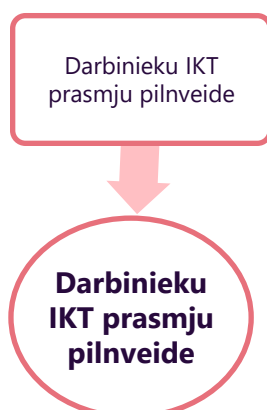 Darbinieku IKT
prasmju pilnveide
Darbinieku
IKT prasmju
pilnveide